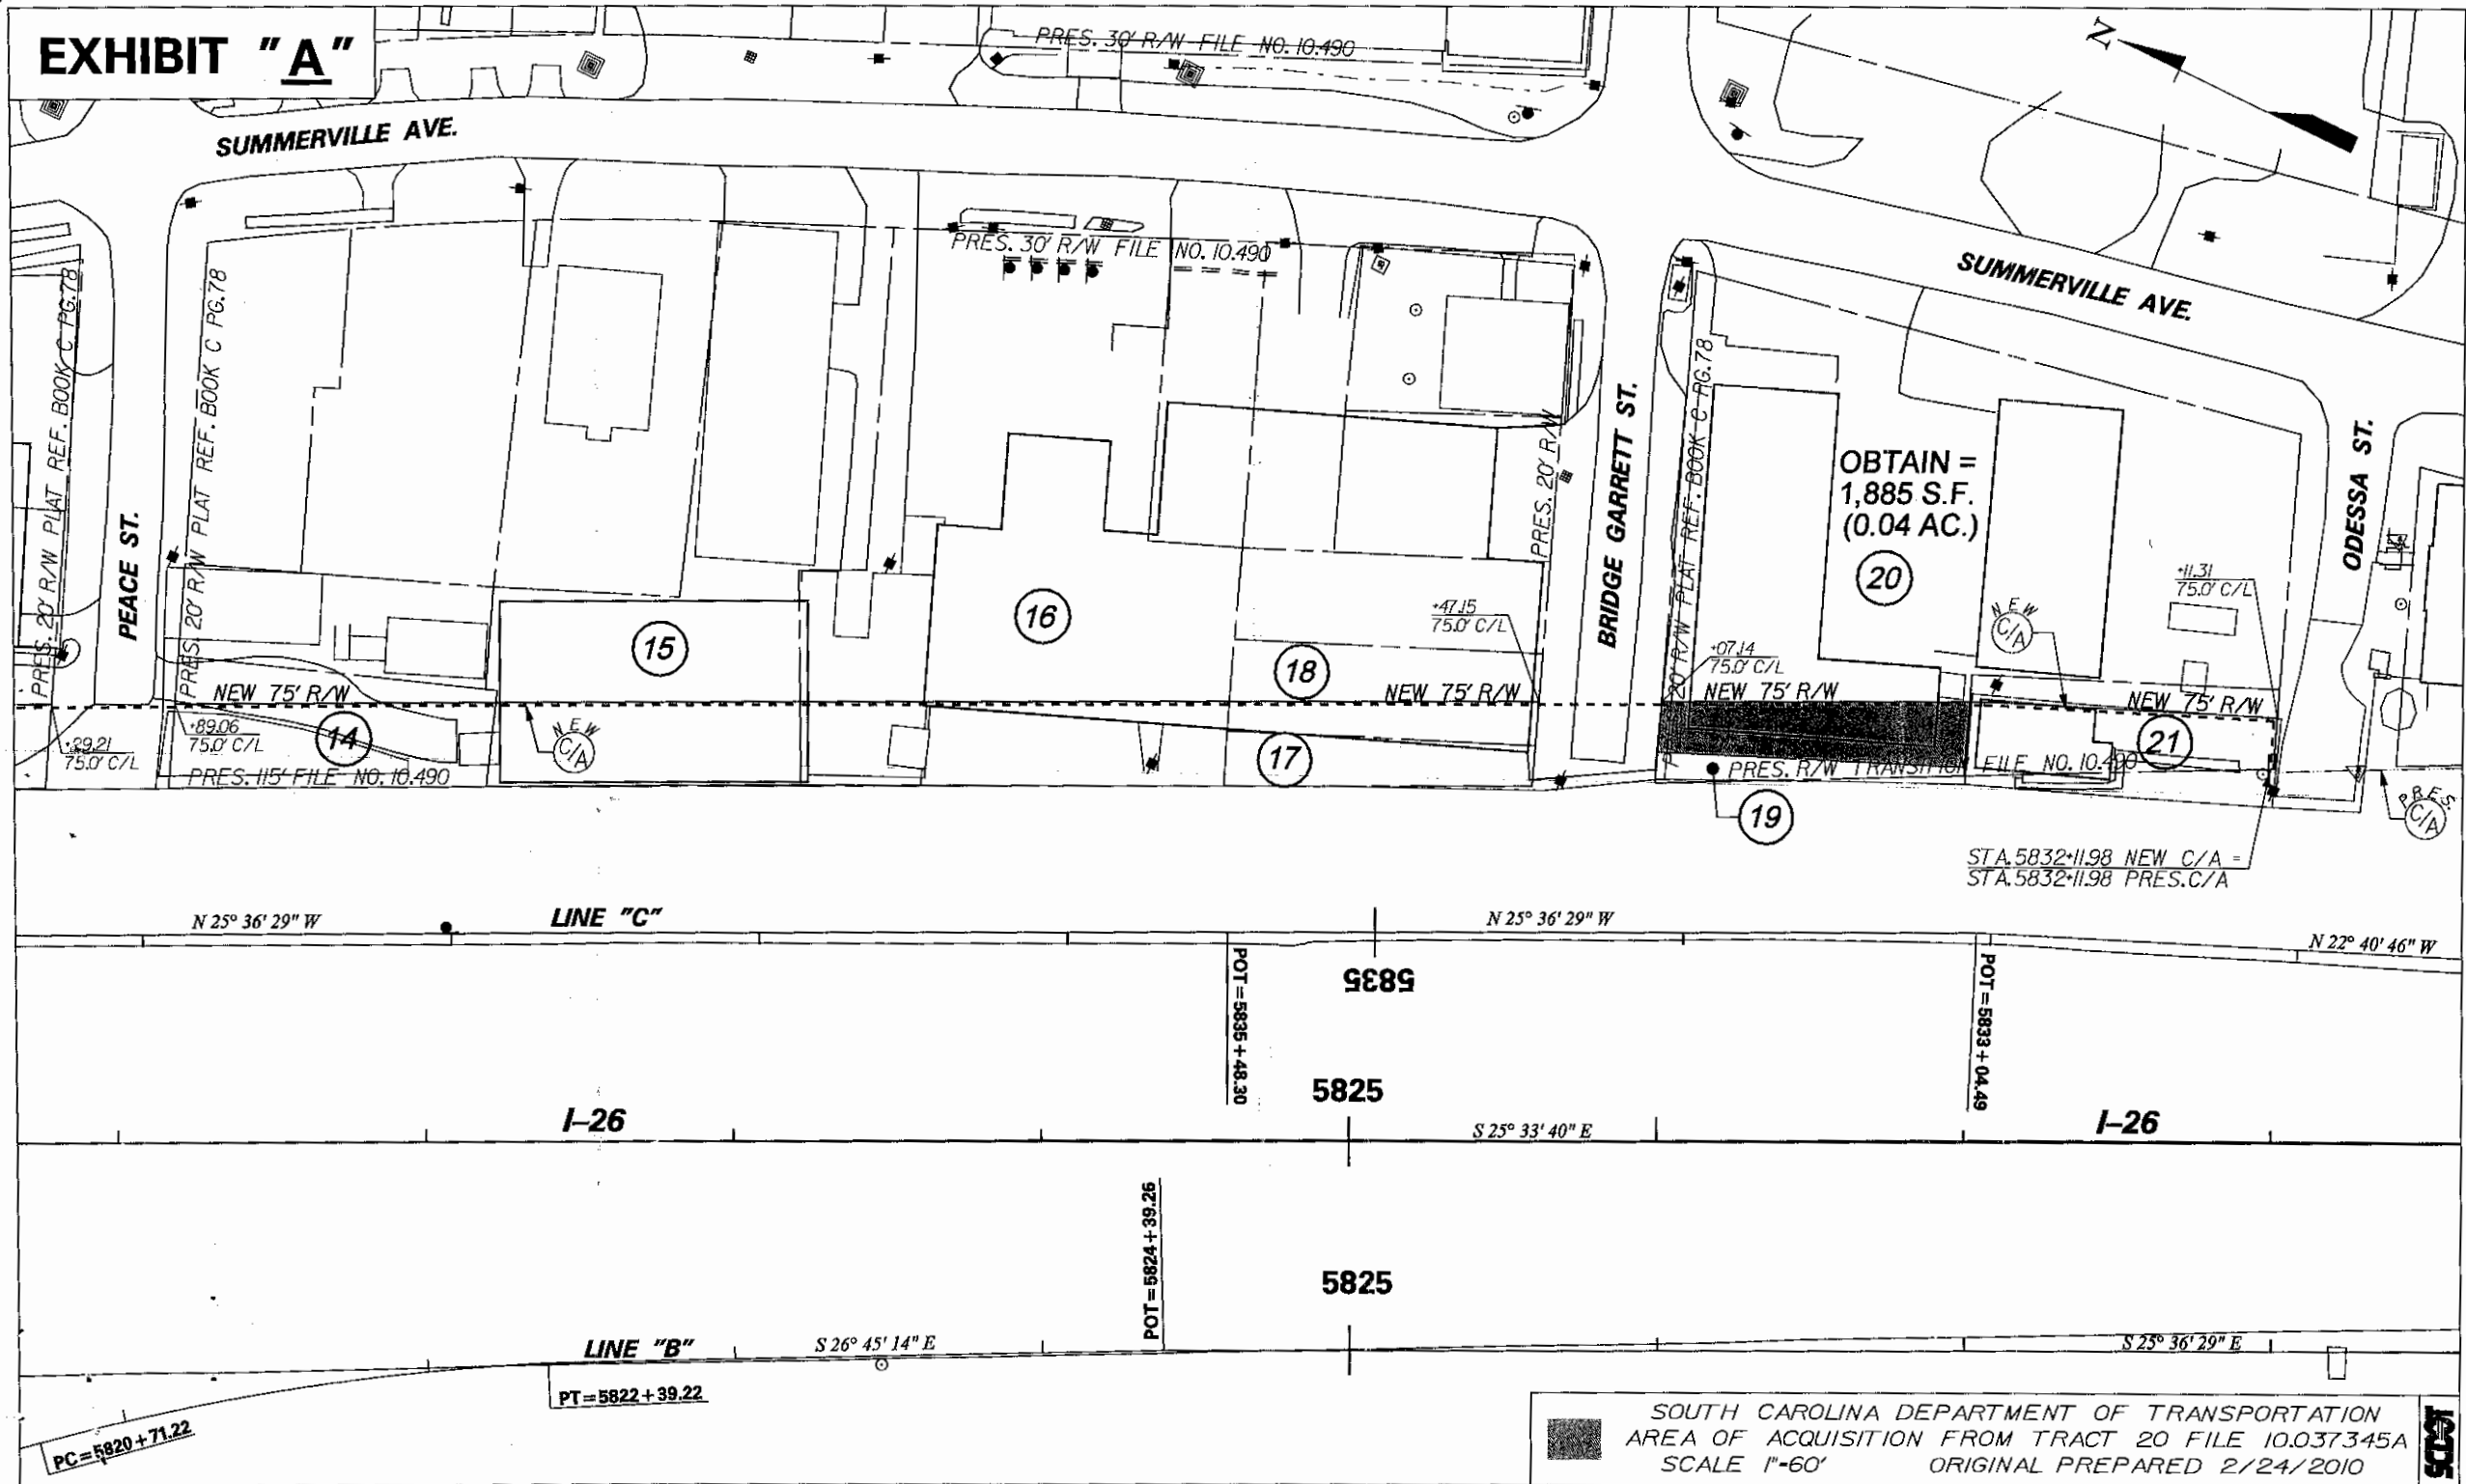 EXHIBIT "A"
PRES. 30' R/W FILE NO. 10.490
N
SUMMERVILLE AVE.
PRES. 30' R/W FILE NO. 10.490
SUMMERVILLE AVE.
PRES. 20' R/W PLAT REF. BOOK C PG.78
PEACE ST.
PRES. 20' R/W PLAT REF. BOOK C PG.78
PRES. 20' R/W
BRIDGE GARRETT ST.
P 20' R/W PLAT REF. BOOK C PG.78
OBTAIN =
1,885 S.F.
(0.04 AC.)
20
ODESSA ST.
15
16
18
+47.15
75.0' C/L
+07.14
75.0' C/L
NEW
C/A
+11.31
75.0' C/L
NEW 75' R/W
NEW 75' R/W
NEW 75' R/W
NEW 75' R/W
+29.21
75.0' C/L
+89.06
75.0' C/L
14
NEW
C/A
17
21
PRES. 115' FILE NO. 10.490
PRES. R/W TRANSITION FILE NO. 10.490
19
PRES.
C/A
STA.5832+11.98 NEW C/A =
STA.5832+11.98 PRES.C/A
N 25° 36' 29" W
LINE "C"
N 25° 36' 29" W
N 22° 40' 46" W
POT=5835+48.30
5835
POT=5833+04.49
5825
I-26
S 25° 33' 40" E
I-26
POT=5824+39.26
5825
LINE "B"
S 26° 45' 14" E
S 25° 36' 29" E
PT=5822+39.22
PC=5820+71.22
SOUTH CAROLINA DEPARTMENT OF TRANSPORTATION
AREA OF ACQUISITION FROM TRACT 20 FILE 10.037345A
SCALE 1"=60' ORIGINAL PREPARED 2/24/2010